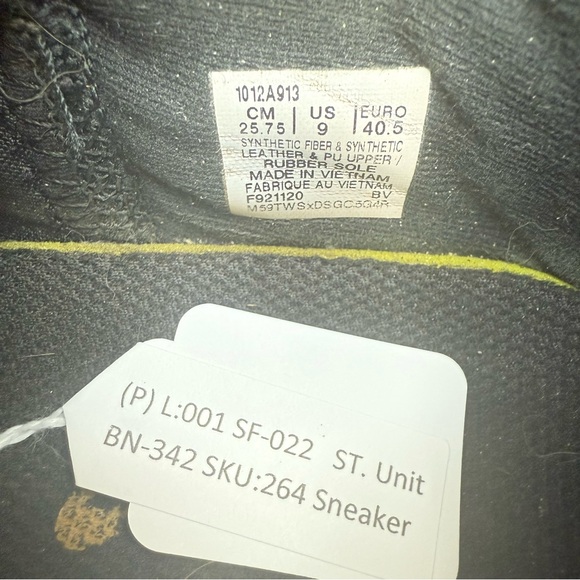 1012A913
CM US EURO
25.75 9 40.5
SYNTHETIC FIBER & SYNTHETIC
LEATHER & PU UPPER /
RUBBER SOLE
MADE IN VIETNAM
FABRIQUE AU VIETNAM
F921120 BV
(P) L:001 SF-022 ST. Unit
BN-342 SKU:264 Sneaker